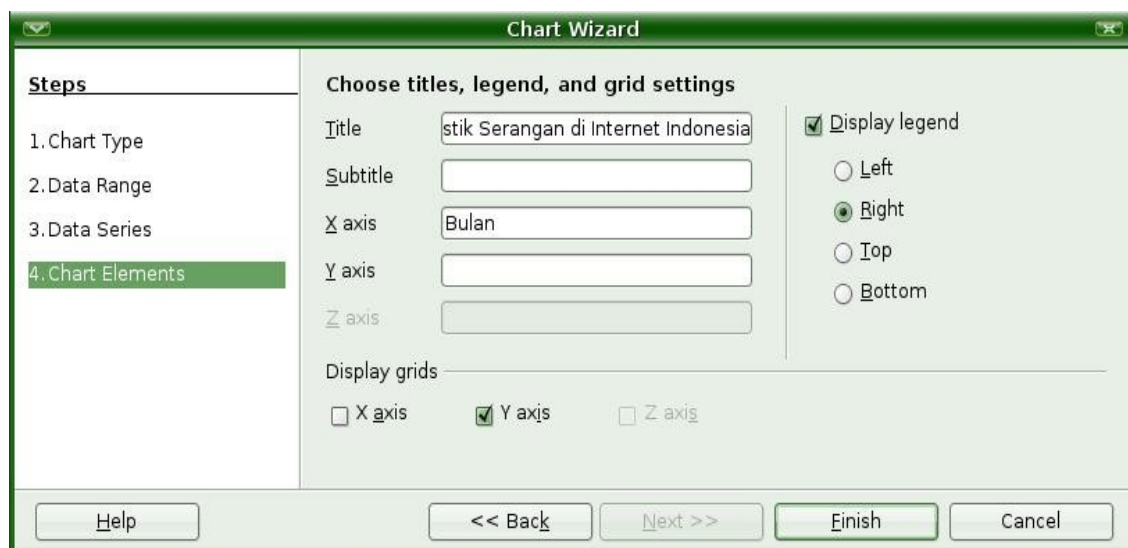 Chart Wizard
Steps
1. Chart Type
2. Data Range
3. Data Series
4. Chart Elements
Choose titles, legend, and grid settings
Title
stik Serangan di Internet Indonesia
Subtitle
X axis
Bulan
Y axis
Z axis
Display legend
Left
Right
Top
Bottom
Display grids
X axis
Y axis
Z axis
Help
<< Back
Next >>
Finish
Cancel